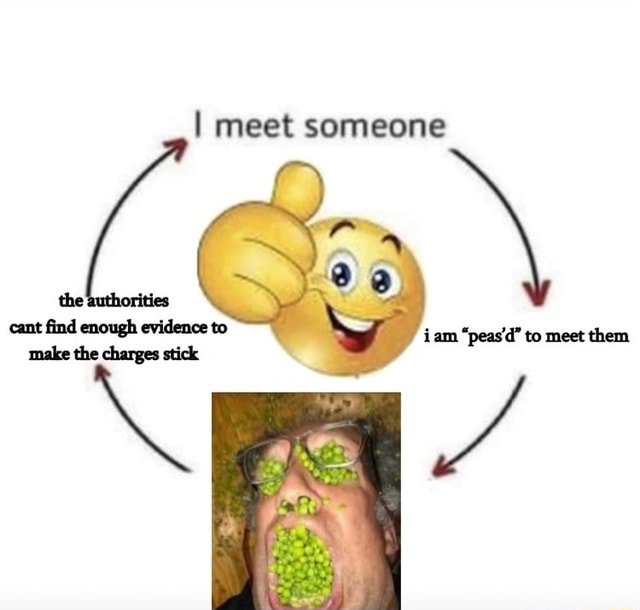 I meet someone
i am “peas’d” to meet them
the authorities
cant find enough evidence to
make the charges stick